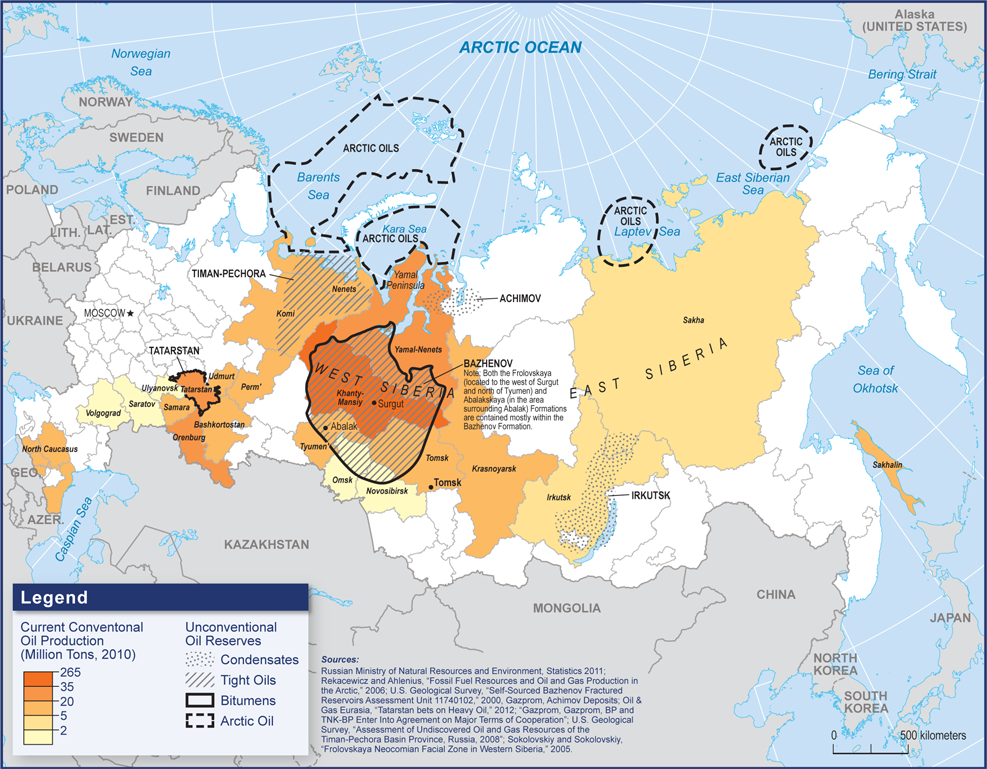 Alaska
(UNITED STATES)
ARCTIC OCEAN
Norwegian
Sea
Bering Strait
NORWAY
SWEDEN
ARCTIC
OILS
ARCTIC OILS
Barents
Sea
East Siberian
Sea
POLAND
FINLAND
ARCTIC
OILS
Laptev Sea
EST.
LAT.
LITH.
Kara Sea
ARCTIC OILS
BELARUS
TIMAN-PECHORA
Yamal
Peninsula
Nenets
ACHIMOV
UKRAINE
MOSCOW
Komi
Sakha
TATARSTAN
Yamal-Nenets
BAZHENOV
Note: Both the Frolovskaya
(located to the west of Surgut
and north of Tyumen) and
Abalakskaya (in the area
surrounding Abalak) Formations
are contained mostly within the
Bazhenov Formation.
WEST SIBERIA
EAST SIBERIA
Sea of
Okhotsk
Udmurt
Ulyanovsk
Tatarstan
Perm'
Khanty-
Mansiy
Surgut
Saratov
Samara
Volgograd
Bashkortostan
Abalak
Orenburg
Tyumen'
Tomsk
North Caucasus
Krasnoyarsk
Sakhalin
GEO.
Omsk
Novosibirsk
Tomsk
Irkutsk
IRKUTSK
AZER.
Caspian Sea
KAZAKHSTAN
MONGOLIA
CHINA
JAPAN
NORTH
KOREA
SOUTH
KOREA
Legend
Current Conventonal
Oil Production
(Million Tons, 2010)
265
35
20
5
2
Unconventional
Oil Reserves
Condensates
Tight Oils
Bitumens
Arctic Oil
Sources:
Russian Ministry of Natural Resources and Environment, Statistics 2011;
Rekacewicz and Ahlenius, “Fossil Fuel Resources and Oil and Gas Production in
the Arctic,” 2006; U.S. Geological Survey, “Self-Sourced Bazhenov Fractured
Reservoirs Assessment Unit 11740102,” 2000, Gazprom, Achimov Deposits; Oil &
Gas Eurasia, “Tatarstan bets on Heavy Oil,” 2012; “Gazprom, Gazprom, BP and
TNK-BP Enter Into Agreement on Major Terms of Cooperation”; U.S. Geological
Survey, “Assessment of Undiscovered Oil and Gas Resources of the
Timan-Pechora Basin Province, Russia, 2008”; Sokolovskiy and Sokolovskiy,
“Frolovskaya Neocomian Facial Zone in Western Siberia,” 2005.
0
500 kilometers